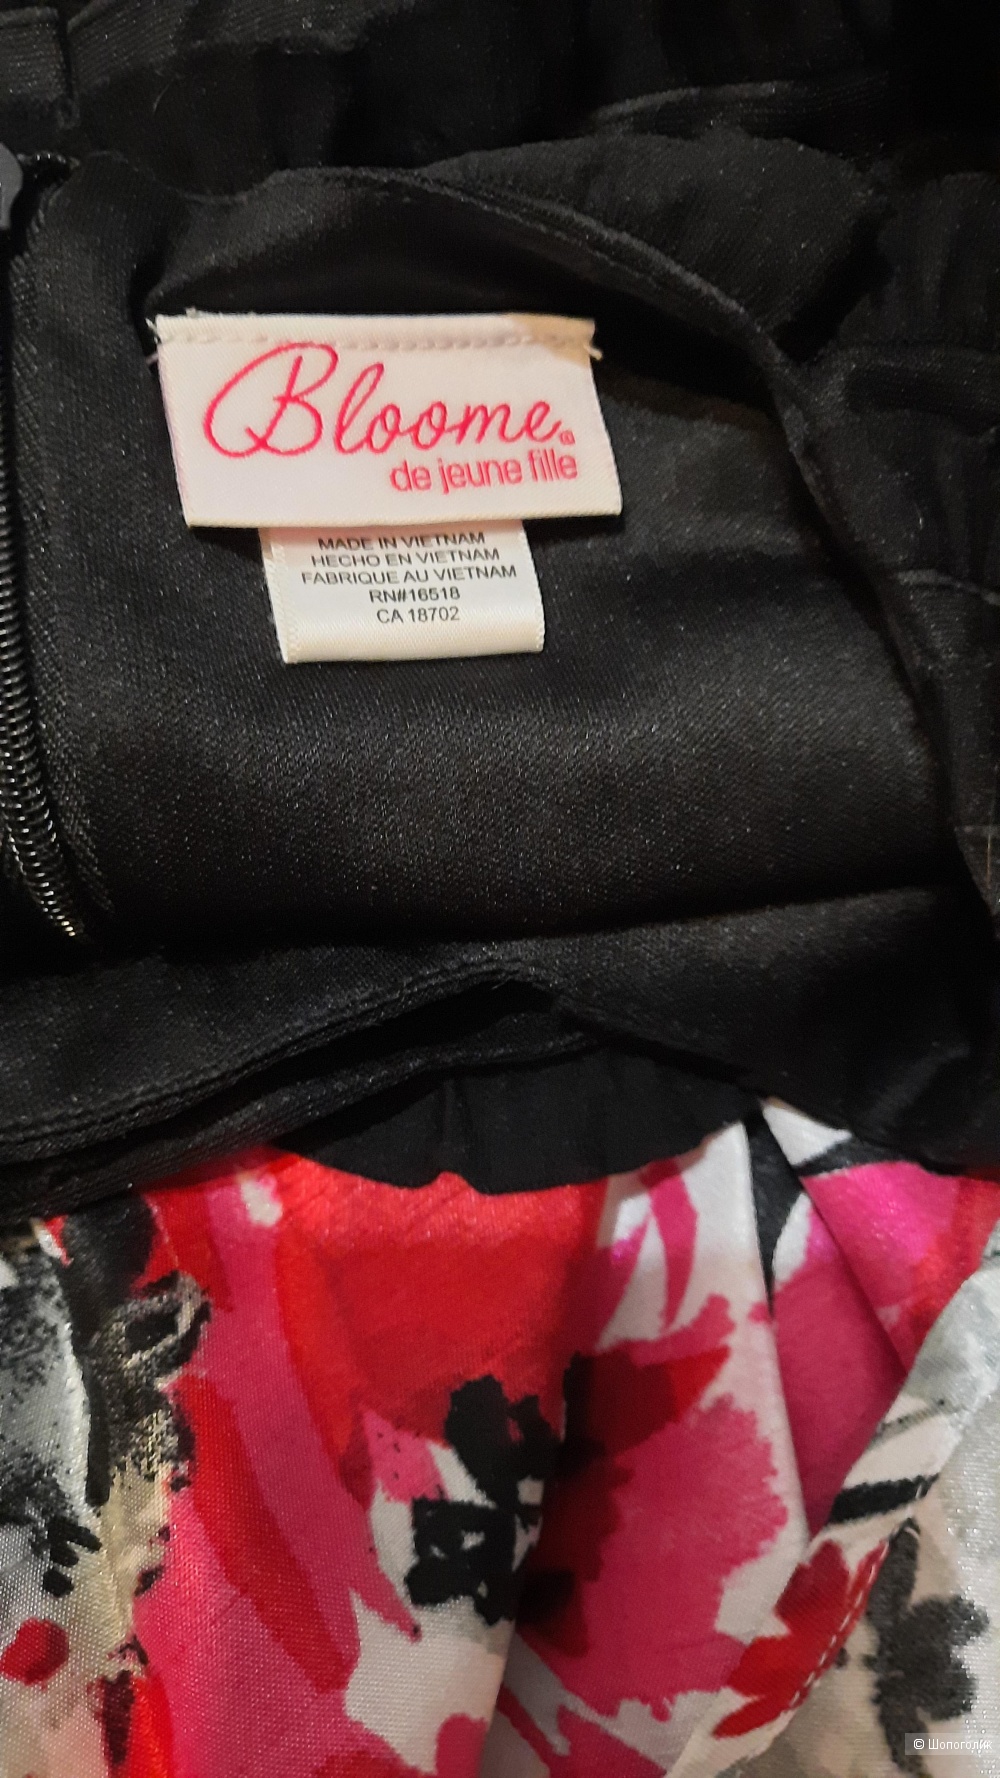 Bloome®
de jeune fille
MADE IN VIETNAM
HECHO EN VIETNAM
FABRIQUE AU VIETNAM
RN#16518
CA 18702
© Шопоголик